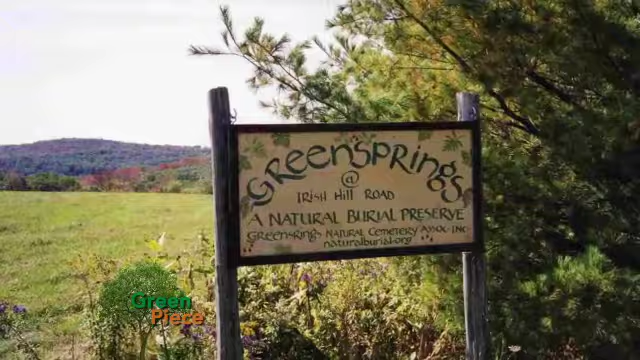 GREENSPRINGS
@
IRISH HILL ROAD
A NATURAL BURIAL PRESERVE
GREENSPRINGS NATURAL CEMETERY ASSOC. INC.
naturalburial.org
Green
Piece